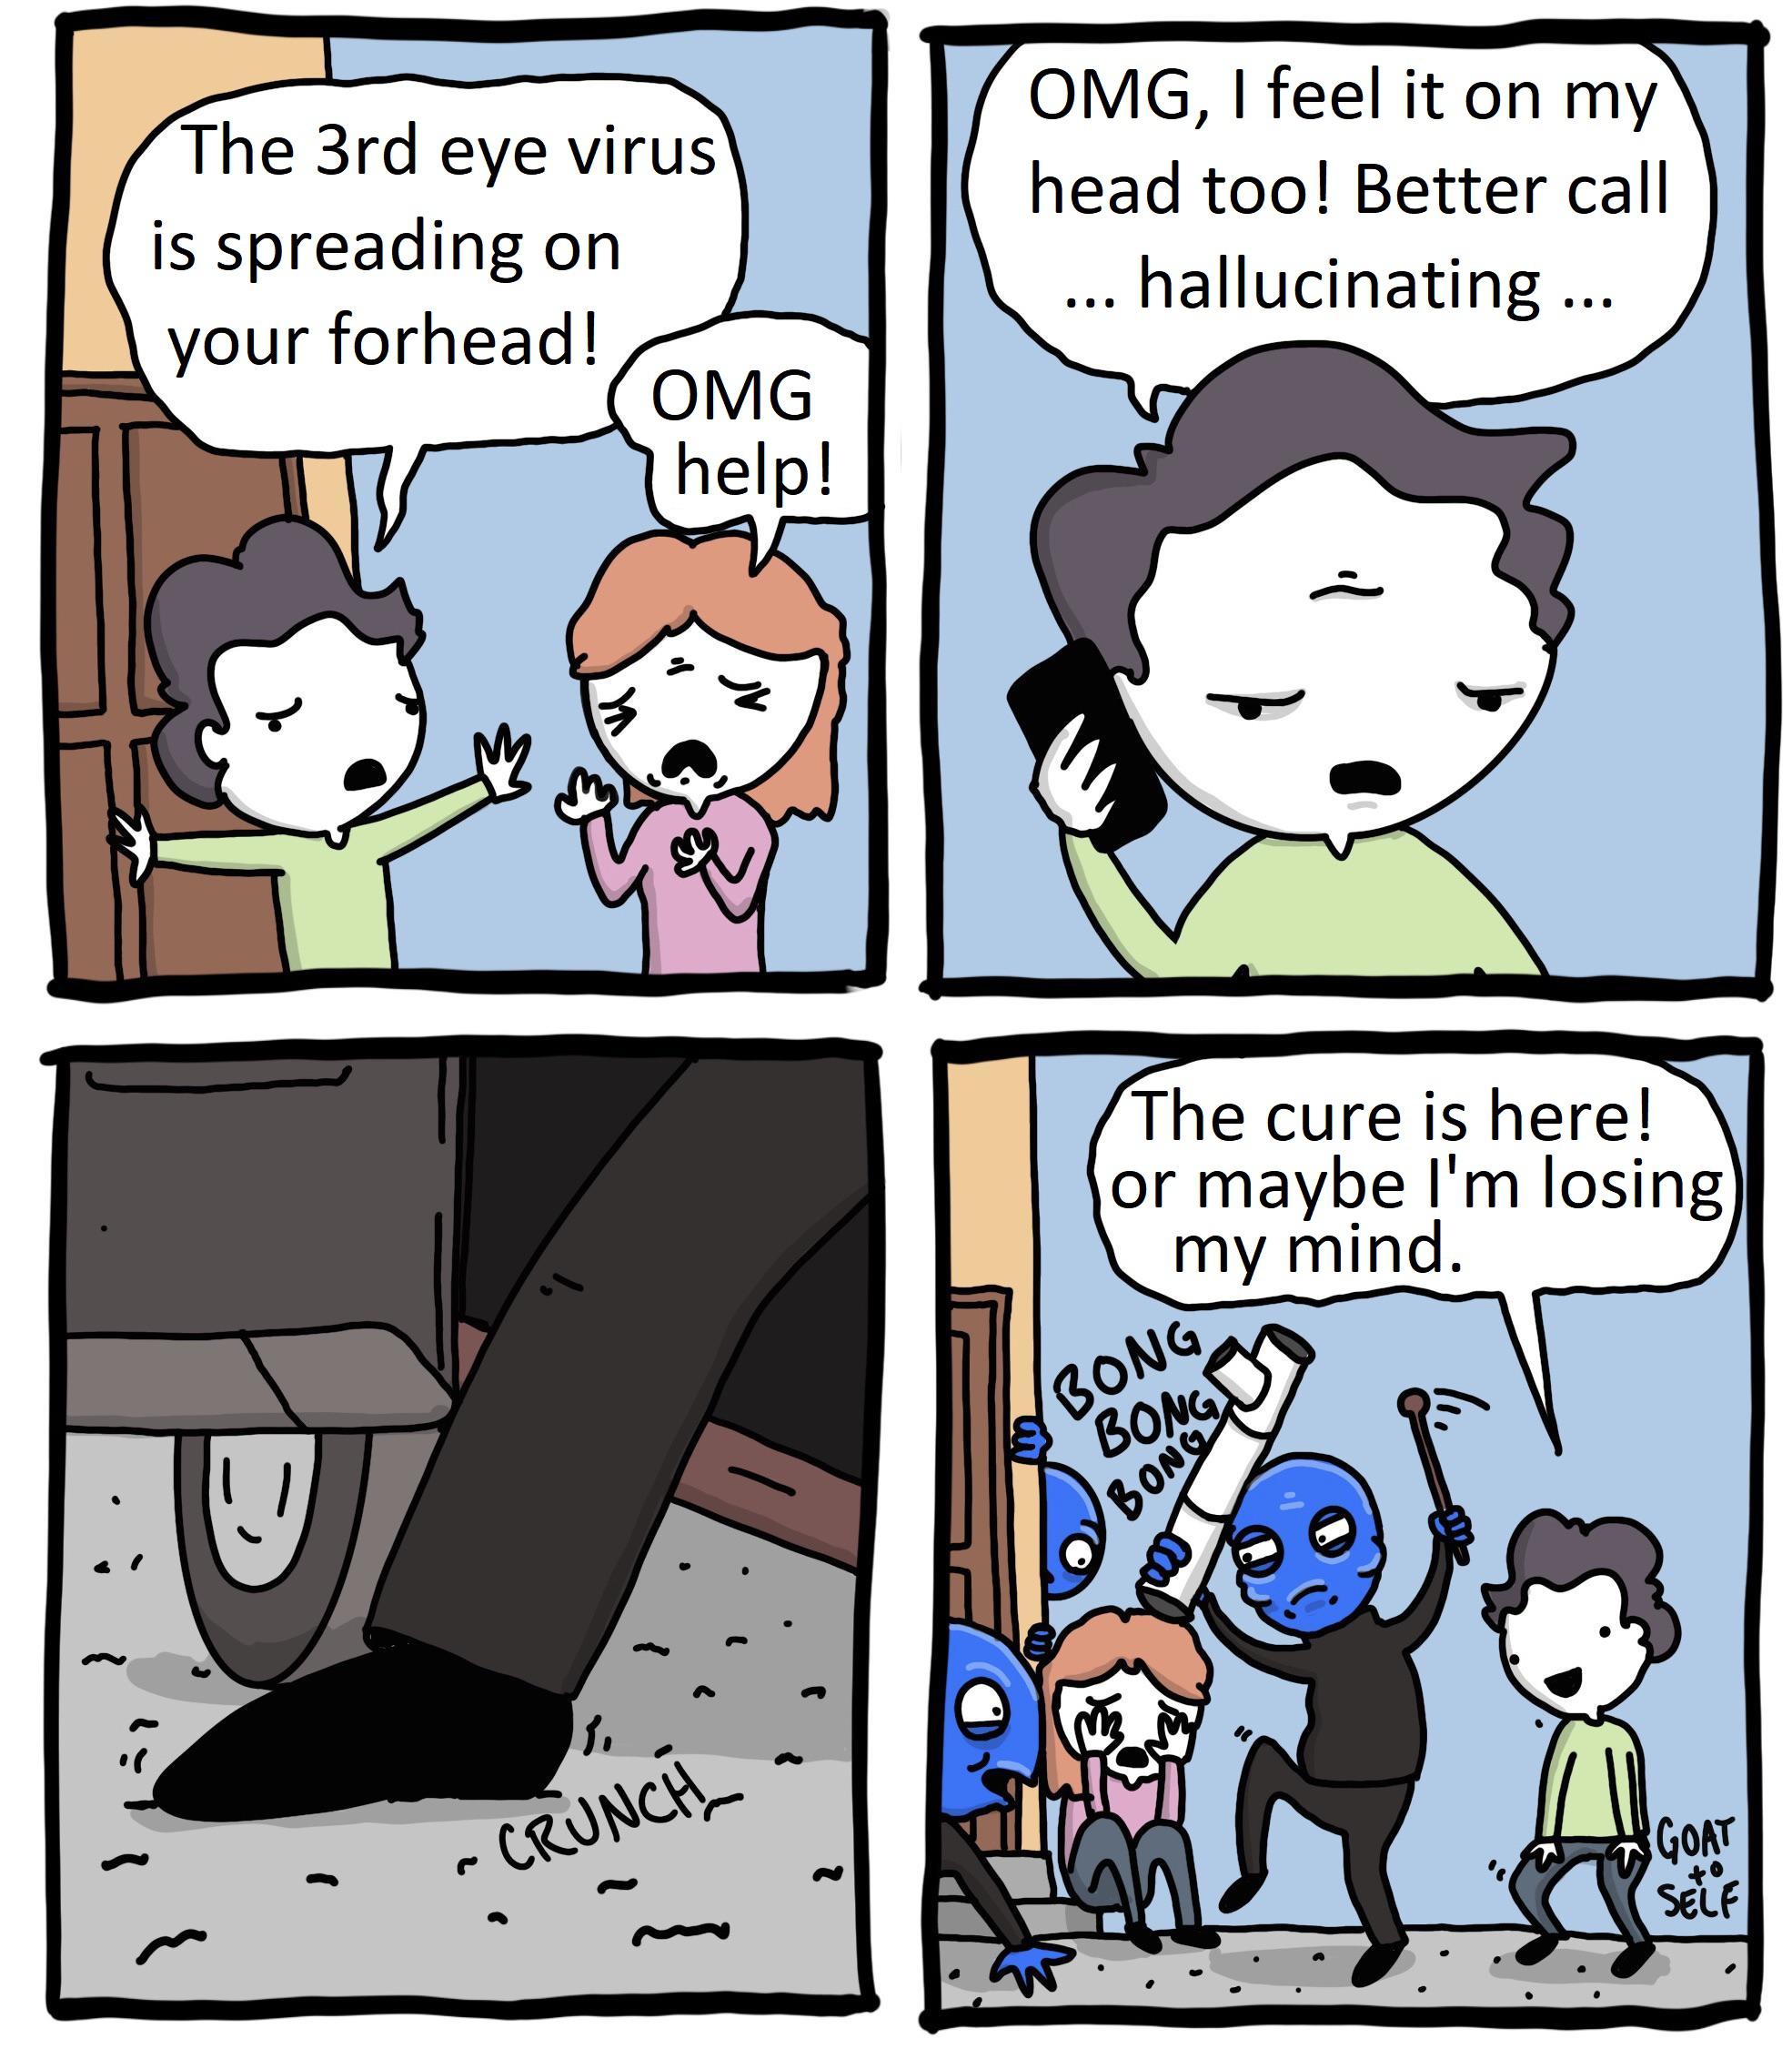 The 3rd eye virus
is spreading on
your forhead!
OMG
help!
OMG, I feel it on my
head too! Better call
... hallucinating ...
CRUNCH
The cure is here!
or maybe I'm losing
my mind.
BONG
BONG
BONG
GOAT
to
SELF